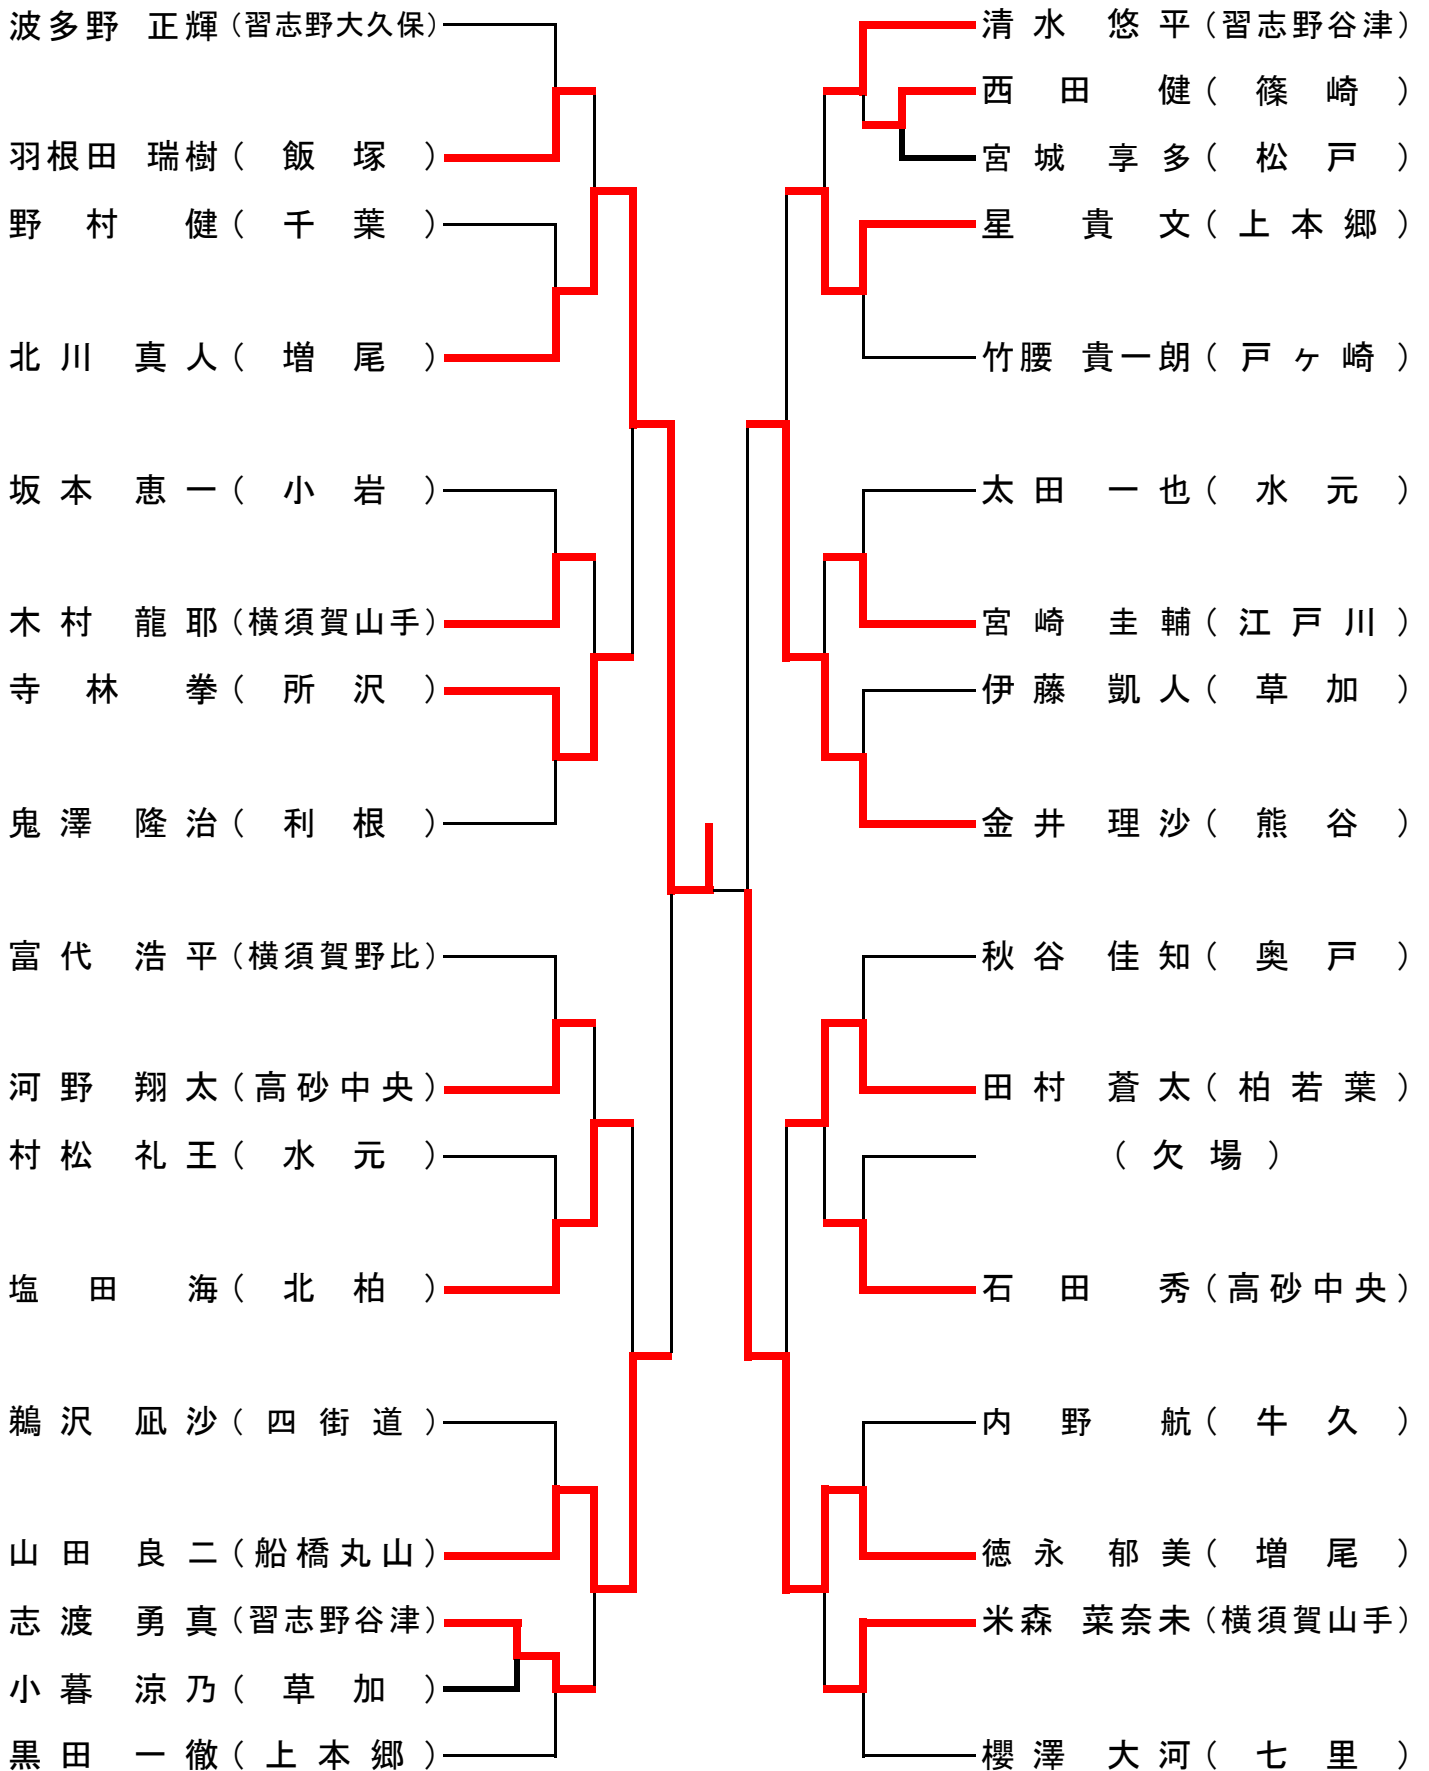 波多野 正輝（習志野大久保）
羽根田 瑞樹（飯塚）
野村 健（千葉）
北川 真人（増尾）
坂本 恵一（小岩）
木村 龍耶（横須賀山手）
寺林 拳（所沢）
鬼澤 隆治（利根）
富代 浩平（横須賀野比）
河野 翔太（高砂中央）
村松 礼王（水元）
塩田 海（北柏）
鵜沢 凪沙（四街道）
山田 良二（船橋丸山）
志渡 勇真（習志野谷津）
小暮 涼乃（草加）
黒田 一徹（上本郷）
清水 悠平（習志野谷津）
西田 健（篠崎）
宮城 享多（松戸）
星 貴文（上本郷）
竹腰 貴一朗（戸ヶ崎）
太田 一也（水元）
宮崎 圭輔（江戸川）
伊藤 凱人（草加）
金井 理沙（熊谷）
秋谷 佳知（奥戸）
田村 蒼太（柏若葉）
（欠場）
石田 秀（高砂中央）
内野 航（牛久）
徳永 郁美（増尾）
米森 菜奈未（横須賀山手）
櫻澤 大河（七里）